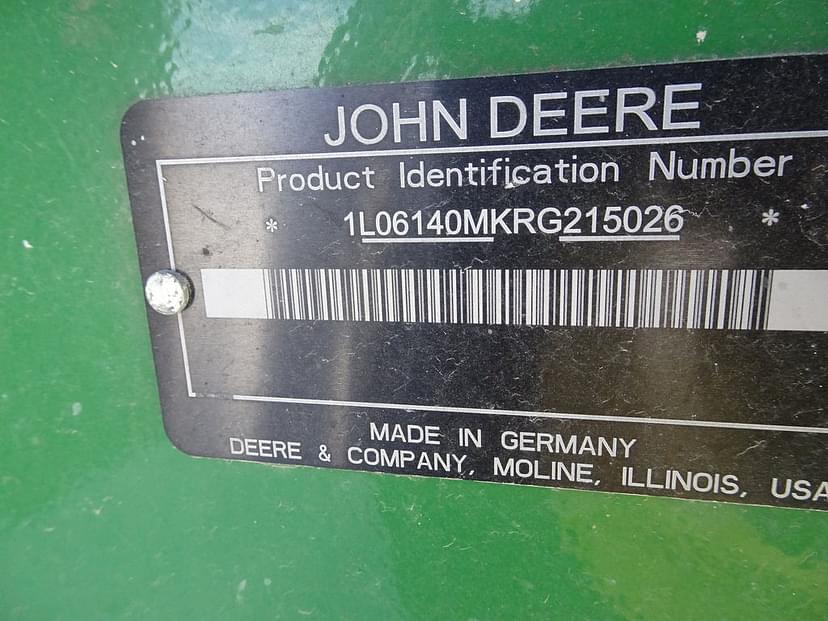 JOHN DEERE
Product Identification Number
* 1L06140MKRG215026 *
MADE IN GERMANY
DEERE & COMPANY, MOLINE, ILLINOIS, USA